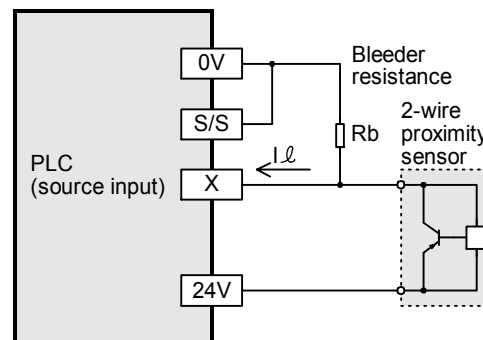 0V
S/S
PLC
(source input)
X
24V
Iℓ
Bleeder
resistance
Rb
2-wire
proximity
sensor